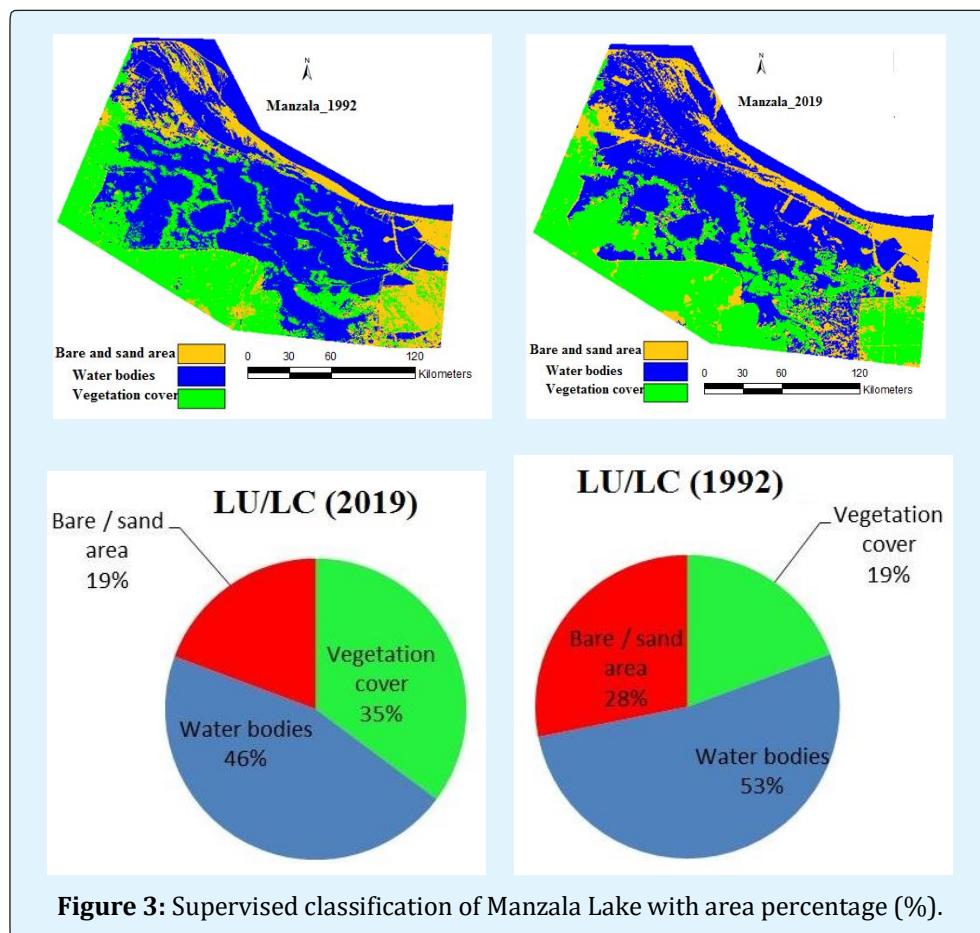 N
Manzala_1992
Bare and sand area
Water bodies
Vegetation cover
0 30 60 120
Kilometers
N
Manzala_2019
Bare and sand area
Water bodies
Vegetation cover
0 30 60 120
Kilometers
LU/LC (2019)
Bare / sand
area
19%
Vegetation
cover
35%
Water bodies
46%
LU/LC (1992)
Vegetation
cover
19%
Bare / sand
area
28%
Water bodies
53%
Figure 3: Supervised classification of Manzala Lake with area percentage (%).